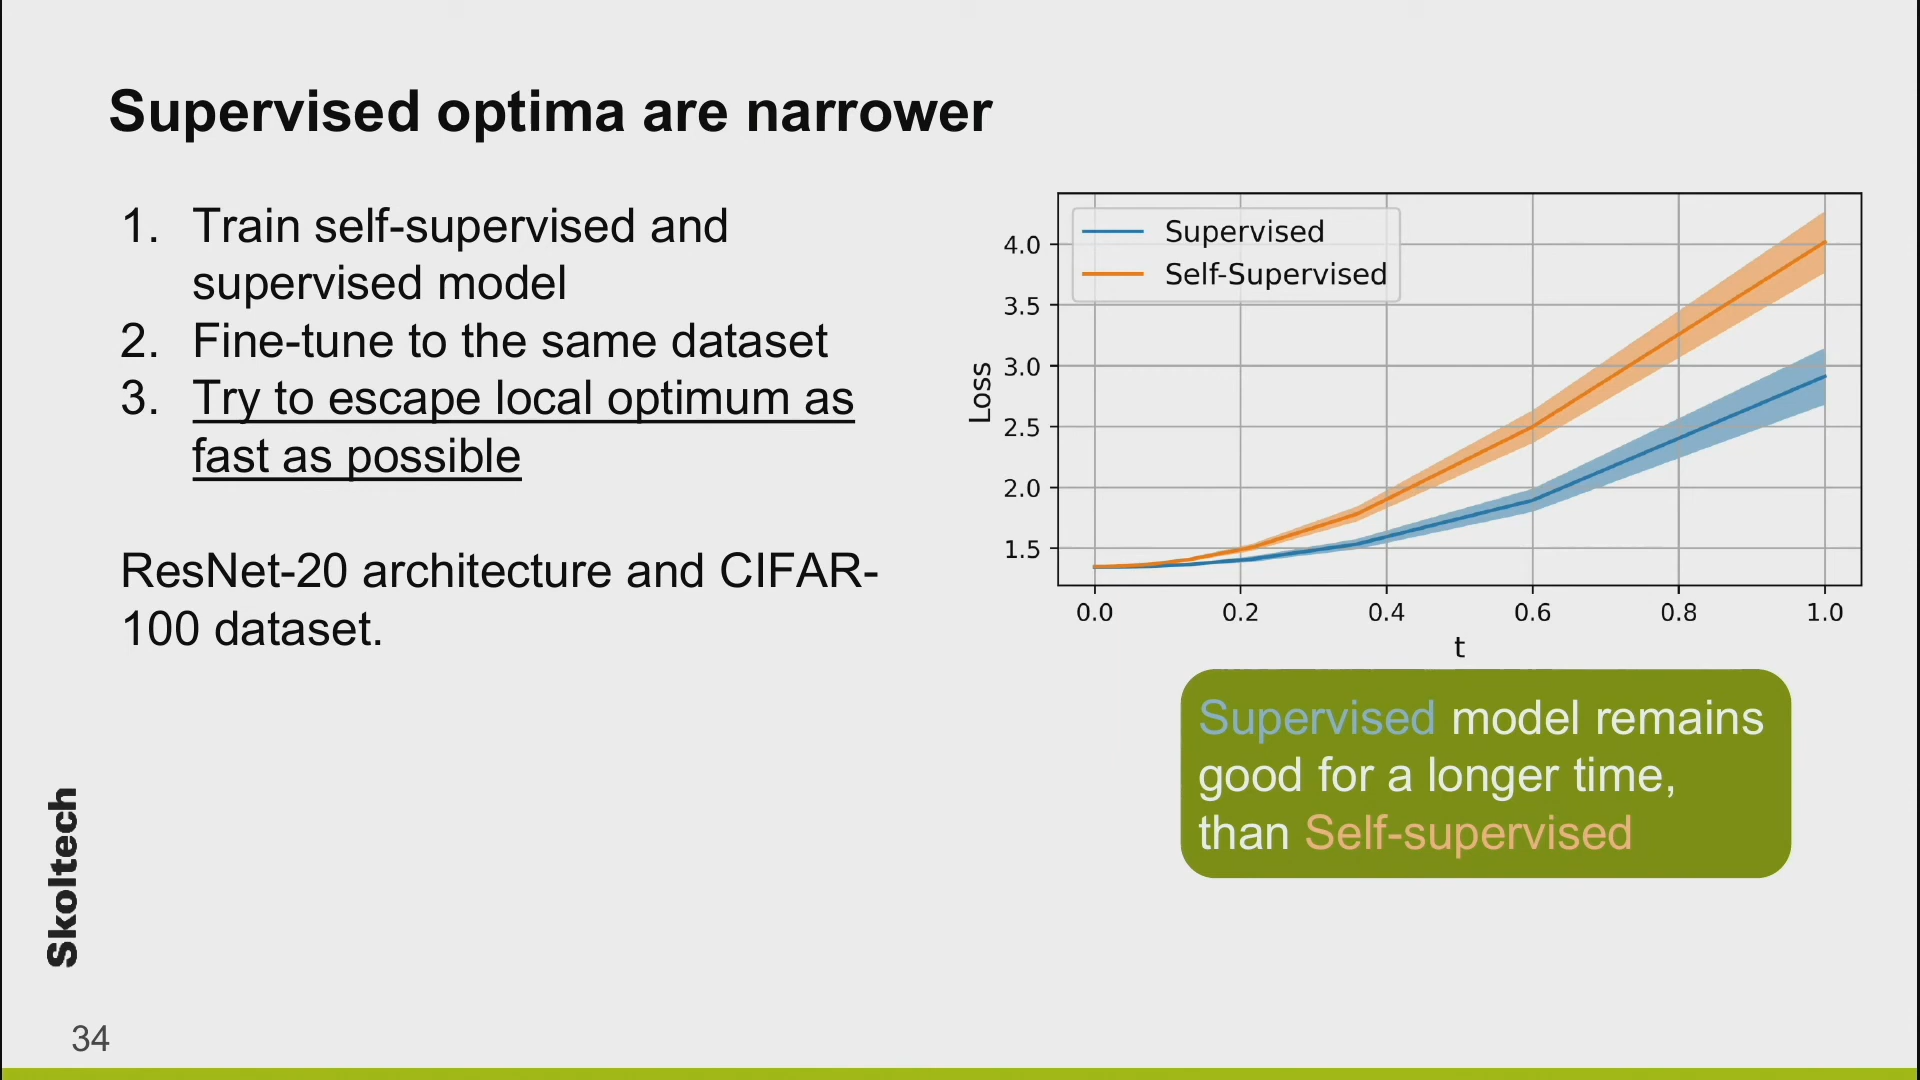 Supervised optima are narrower
1. Train self-supervised and
supervised model
2. Fine-tune to the same dataset
3. Try to escape local optimum as
fast as possible
ResNet-20 architecture and CIFAR-
100 dataset.
Supervised
Self-Supervised
Loss
4.0
3.5
3.0
2.5
2.0
1.5
0.0 0.2 0.4 0.6 0.8 1.0
t
Supervised model remains
good for a longer time,
than Self-supervised
Skoltech
34